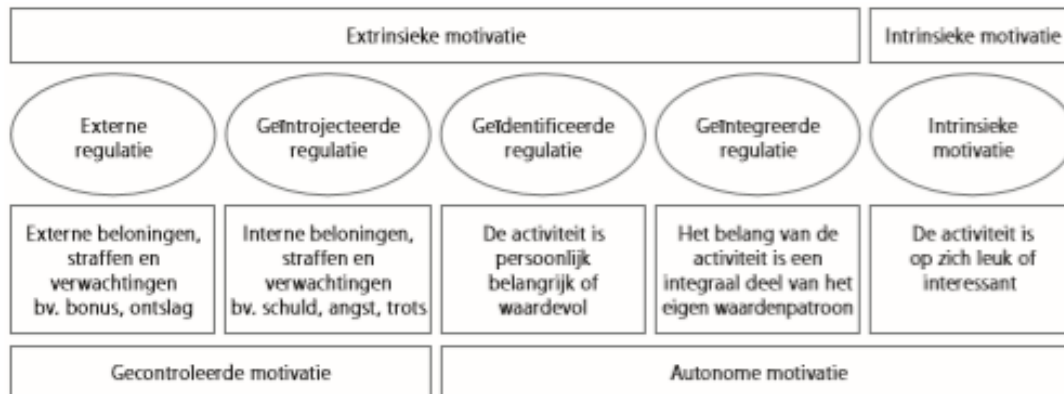 Extrinsieke motivatie
Intrinsieke motivatie
Externe
regulatie
Geïntrojecteerde
regulatie
Geïdentificeerde
regulatie
Geïntegreerde
regulatie
Intrinsieke
motivatie
Externe beloningen,
straffen en
verwachtingen
bv. bonus, ontslag
Interne beloningen,
straffen en
verwachtingen
bv. schuld, angst, trots
De activiteit is
persoonlijk
belangrijk of
waardevol
Het belang van de
activiteit is een
integraal deel van het
eigen waardenpatroon
De activiteit is
op zich leuk of
interessant
Gecontroleerde motivatie
Autonome motivatie